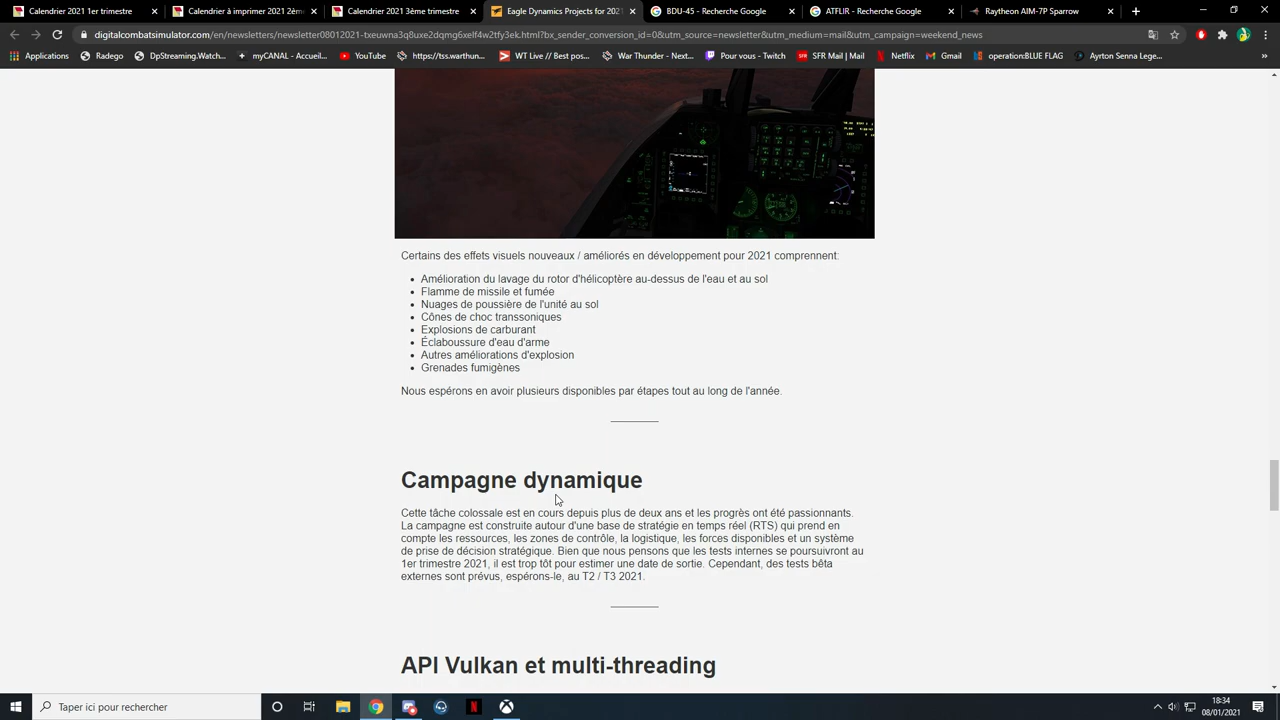 Calendrier 2021 1er trimestre
Calendrier à imprimer 2021 2ème
Calendrier 2021 3ème trimestre
Eagle Dynamics Projects for 2021
BDU-45 - Recherche Google
ATFLIR - Recherche Google
Raytheon AIM-7P Sparrow
digitalcombatsimulator.com/en/newsletters/newsletter08012021-txeuwna3q8uxe2dqmg6xelf4w2tfy3ek.html?bx_sender_conversion_id=0&utm_source=newsletter&utm_medium=mail&utm_campaign=weekend_news
Applications
Radego
DpStreaming.Watc...
myCANAL - Accueil...
YouTube
https://tss.warthun...
WT Live // Best pos...
War Thunder - Next...
Pour vous - Twitch
SFR Mail | Mail
Netflix
Gmail
operation:BLUE FLAG
Ayrton Senna Lege...
Certains des effets visuels nouveaux / améliorés en développement pour 2021 comprennent:
Amélioration du lavage du rotor d'hélicoptère au-dessus de l'eau et au sol
Flamme de missile et fumée
Nuages de poussière de l'unité au sol
Cônes de choc transsoniques
Explosions de carburant
Éclaboussure d'eau d'arme
Autres améliorations d'explosion
Grenades fumigènes
Nous espérons en avoir plusieurs disponibles par étapes tout au long de l'année.
Campagne dynamique
Cette tâche colossale est en cours depuis plus de deux ans et les progrès ont été passionnants.
La campagne est construite autour d'une base de stratégie en temps réel (RTS) qui prend en
compte les ressources, les zones de contrôle, la logistique, les forces disponibles et un système
de prise de décision stratégique. Bien que nous pensons que les tests internes se poursuivront au
1er trimestre 2021, il est trop tôt pour estimer une date de sortie. Cependant, des tests bêta
externes sont prévus, espérons-le, au T2 / T3 2021.
API Vulkan et multi-threading
Taper ici pour rechercher
18:34
08/01/2021